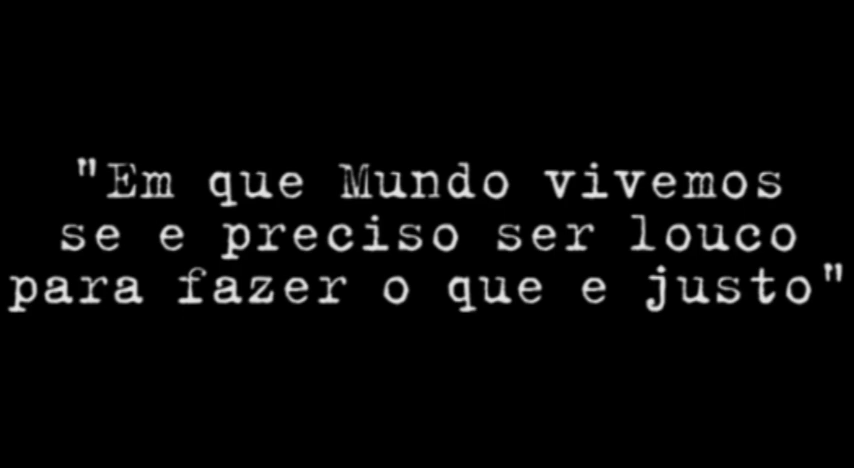 "Em que Mundo vivemos
se e preciso ser louco
para fazer o que e justo"